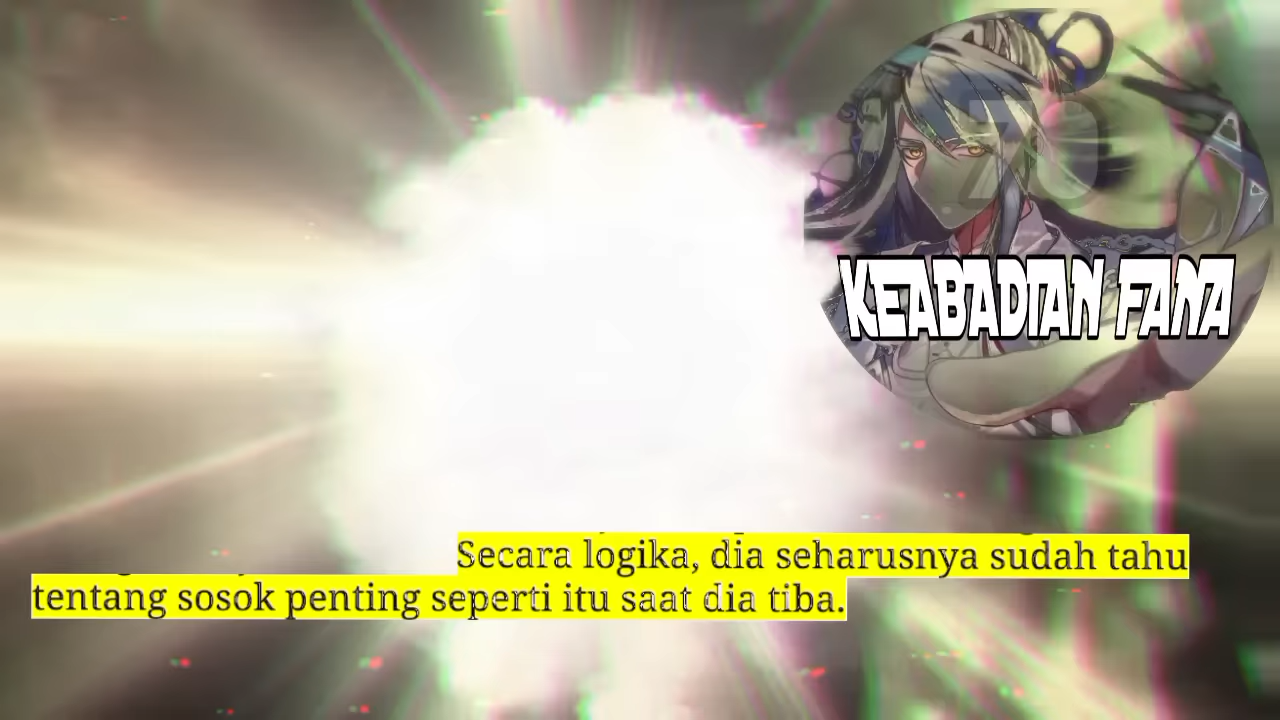 KEABADIAN FANA
Secara logika, dia seharusnya sudah tahu
tentang sosok penting seperti itu saat dia tiba.